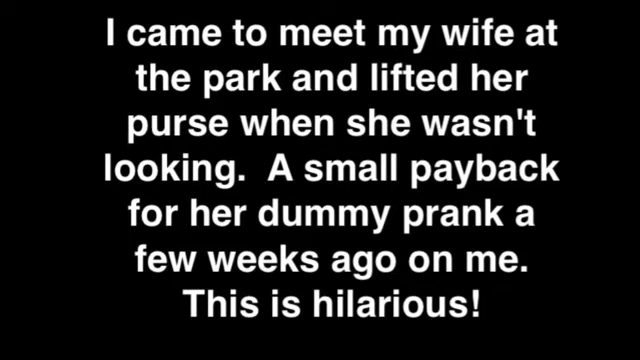 I came to meet my wife at
the park and lifted her
purse when she wasn't
looking.  A small payback
for her dummy prank a
few weeks ago on me.
This is hilarious!